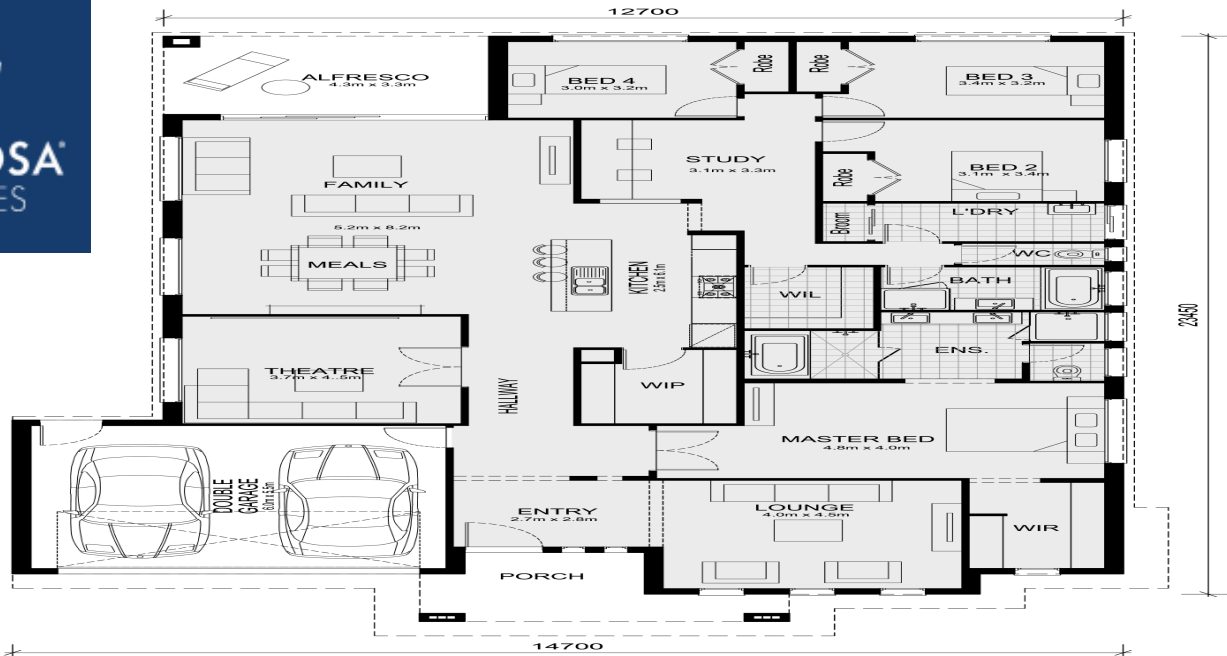 12700
OSA
ES
ALFRESCO
4.3m x 3.3m
BED 4
3.0m x 3.2m
Robe
Robe
BED 3
3.4m x 3.2m
STUDY
3.1m x 3.3m
BED 2
3.1m x 3.4m
Robe
FAMILY
5.2m x 8.2m
MEALS
KITCHEN
2.5m x 6.1m
Broom
L'DRY
WC
BATH
WIL
ENS.
23450
THEATRE
3.7m x 4.5m
HALLWAY
WIP
MASTER BED
4.8m x 4.0m
DOUBLE
GARAGE
6.0m x 5.5m
ENTRY
2.7m x 2.8m
LOUNGE
4.0m x 4.5m
WIR
PORCH
14700